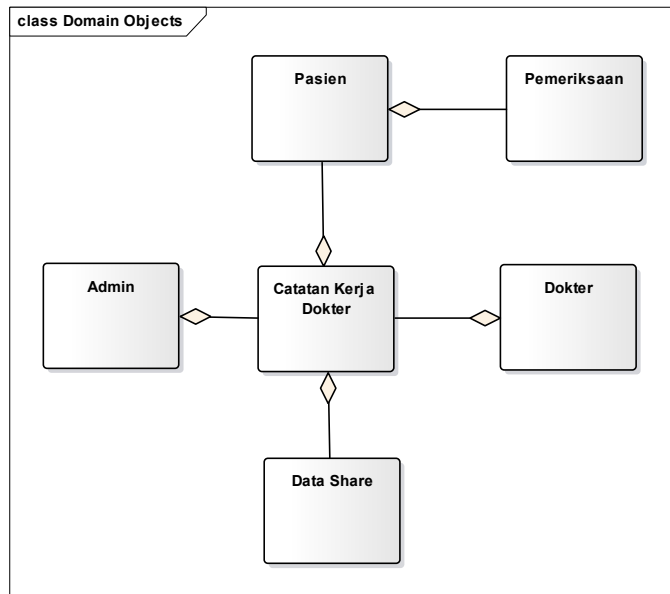 class Domain Objects
Pasien
Pemeriksaan
Admin
Catatan Kerja
Dokter
Dokter
Data Share